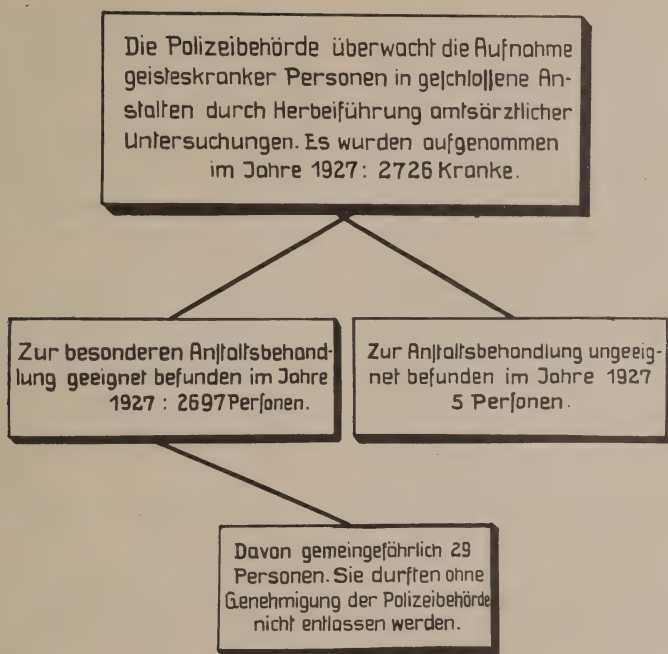 Die Polizeibehörde überwacht die Aufnahme
geisteskranker Personen in geſchloſſene An-
stalten durch Herbeiführung amtsärztlicher
Untersuchungen. Es wurden aufgenommen
im Jahre 1927: 2726 Kranke.
Zur besonderen Anſtaltsbehand-
lung geeignet befunden im Jahre
1927 : 2697 Perſonen.
Zur Anſtaltsbehandlung ungeeig-
net befunden im Jahre 1927
5 Perſonen.
Davon gemeingefährlich 29
Personen. Sie durften ohne
Genehmigung der Polizeibehörde
nicht entlassen werden.